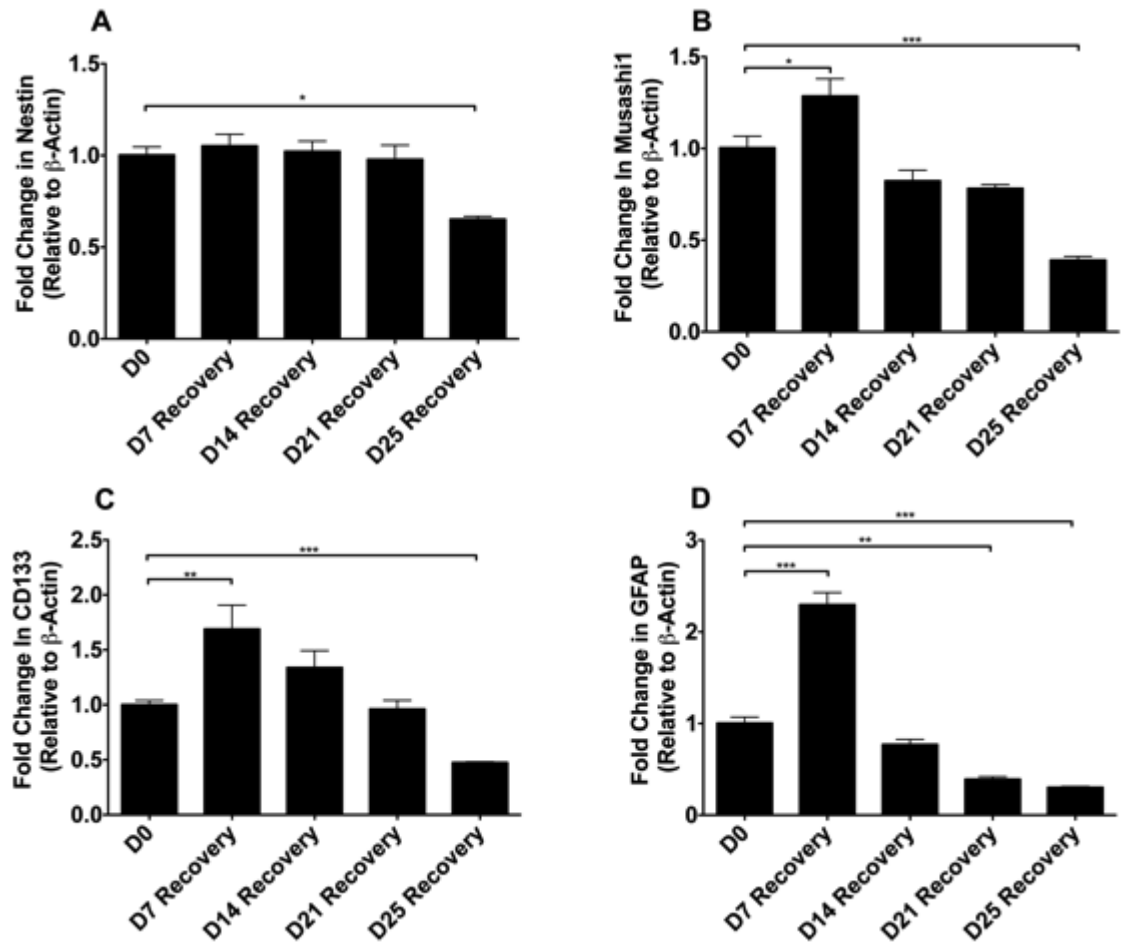 A
Fold Change in Nestin
(Relative to β-Actin)
1.5
1.0
0.5
0.0
*
D0
D7 Recovery
D14 Recovery
D21 Recovery
D25 Recovery
B
Fold Change In Musashi1
(Relative to β-Actin)
1.5
1.0
0.5
0.0
***
*
D0
D7 Recovery
D14 Recovery
D21 Recovery
D25 Recovery
C
Fold Change In CD133
(Relative to β-Actin)
2.5
2.0
1.5
1.0
0.5
0.0
***
**
D0
D7 Recovery
D14 Recovery
D21 Recovery
D25 Recovery
D
Fold Change in GFAP
(Relative to β-Actin)
3
2
1
0
***
**
***
D0
D7 Recovery
D14 Recovery
D21 Recovery
D25 Recovery